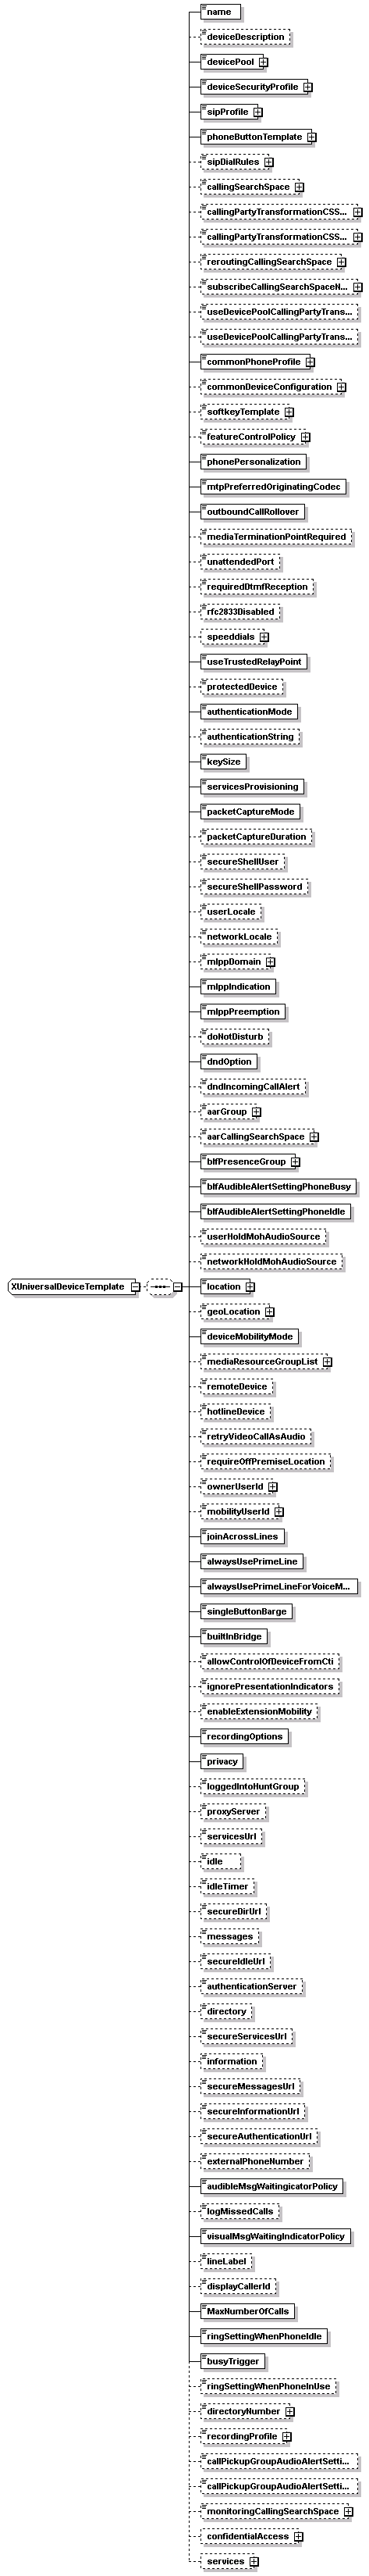 name
deviceDescription
devicePool
deviceSecurityProfile
sipProfile
phoneButtonTemplate
sipDialRules
callingSearchSpace
callingPartyTransformationCSS...
callingPartyTransformationCSS...
reroutingCallingSearchSpace
subscribeCallingSearchSpaceN...
useDevicePoolCallingPartyTrans...
useDevicePoolCallingPartyTrans...
commonPhoneProfile
commonDeviceConfiguration
softkeyTemplate
featureControlPolicy
phonePersonalization
mtpPreferredOriginatingCodec
outboundCallRollover
mediaTerminationPointRequired
unattendedPort
requiredDtmfReception
rfc2833Disabled
speeddials
useTrustedRelayPoint
protectedDevice
authenticationMode
authenticationString
keySize
servicesProvisioning
packetCaptureMode
packetCaptureDuration
secureShellUser
secureShellPassword
userLocale
networkLocale
mlppDomain
mlppIndication
mlppPreemption
doNotDisturb
dndOption
dndIncomingCallAlert
aarGroup
aarCallingSearchSpace
blfPresenceGroup
blfAudibleAlertSettingPhoneBusy
blfAudibleAlertSettingPhoneIdle
userHoldMohAudioSource
networkHoldMohAudioSource
XUniversalDeviceTemplate
location
geoLocation
deviceMobilityMode
mediaResourceGroupList
remoteDevice
hotlineDevice
retryVideoCallAsAudio
requireOffPremiseLocation
ownerUserId
mobilityUserId
joinAcrossLines
alwaysUsePrimeLine
alwaysUsePrimeLineForVoiceM...
singleButtonBarge
builtInBridge
allowControlOfDeviceFromCti
ignorePresentationIndicators
enableExtensionMobility
recordingOptions
privacy
loggedIntoHuntGroup
proxyServer
servicesUrl
idle
idleTimer
secureDirUrl
messages
secureIdleUrl
authenticationServer
directory
secureServicesUrl
information
secureMessagesUrl
secureInformationUrl
secureAuthenticationUrl
externalPhoneNumber
audibleMsgWaitingicatorPolicy
logMissedCalls
visualMsgWaitingIndicatorPolicy
lineLabel
displayCallerId
MaxNumberOfCalls
ringSettingWhenPhoneIdle
busyTrigger
ringSettingWhenPhoneInUse
directoryNumber
recordingProfile
callPickupGroupAudioAlertSetti...
callPickupGroupAudioAlertSetti...
monitoringCallingSearchSpace
confidentialAccess
services